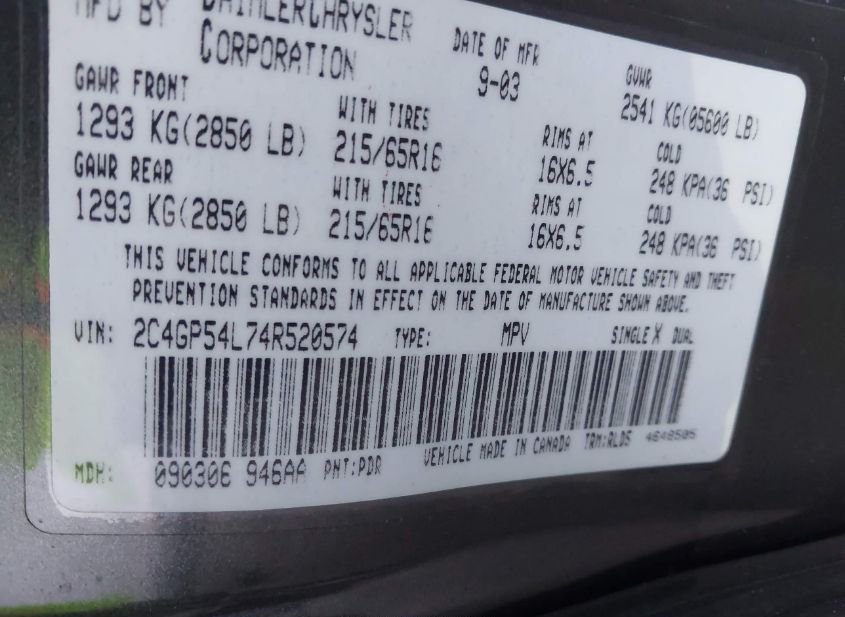 MFD BY DAIMLERCHRYSLER CORPORATION DATE OF MFR 9-03 GVWR 2541 KG(05600 LB)
GAWR FRONT WITH TIRES RIMS AT COLD
1293 KG(2850 LB) 215/65R16 16X6.5 248 KPA(36 PSI)
GAWR REAR WITH TIRES RIMS AT COLD
1293 KG(2850 LB) 215/65R16 16X6.5 248 KPA(36 PSI)
THIS VEHICLE CONFORMS TO ALL APPLICABLE FEDERAL MOTOR VEHICLE SAFETY AND THEFT
PREVENTION STANDARDS IN EFFECT ON THE DATE OF MANUFACTURE SHOWN ABOVE.
VIN: 2C4GP54L74R520574 TYPE: MPV SINGLE X DUAL
MDH: 090306 946AA PNT:PDR VEHICLE MADE IN CANADA TRM:RLD5 4648505